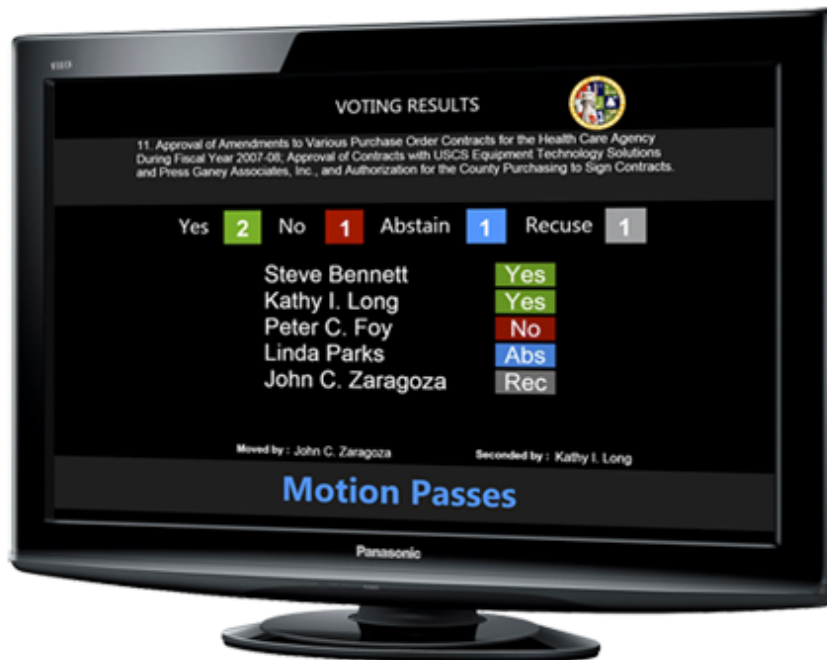 VOTING RESULTS
11. Approval of Amendments to Various Purchase Order Contracts for the Health Care Agency
During Fiscal Year 2007-08; Approval of Contracts with USCS Equipment Technology Solutions
and Press Ganey Associates, Inc., and Authorization for the County Purchasing to Sign Contracts.
Yes 2 No 1 Abstain 1 Recuse 1
Steve Bennett Yes
Kathy I. Long Yes
Peter C. Foy No
Linda Parks Abs
John C. Zaragoza Rec
Moved by : John C. Zaragoza Seconded by : Kathy I. Long
Motion Passes
Panasonic